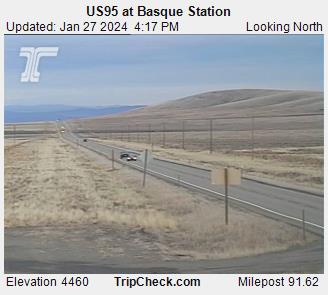 US95 at Basque Station
Updated: Jan 27 2024 4:17 PM Looking North
Elevation 4460 TripCheck.com Milepost 91.62